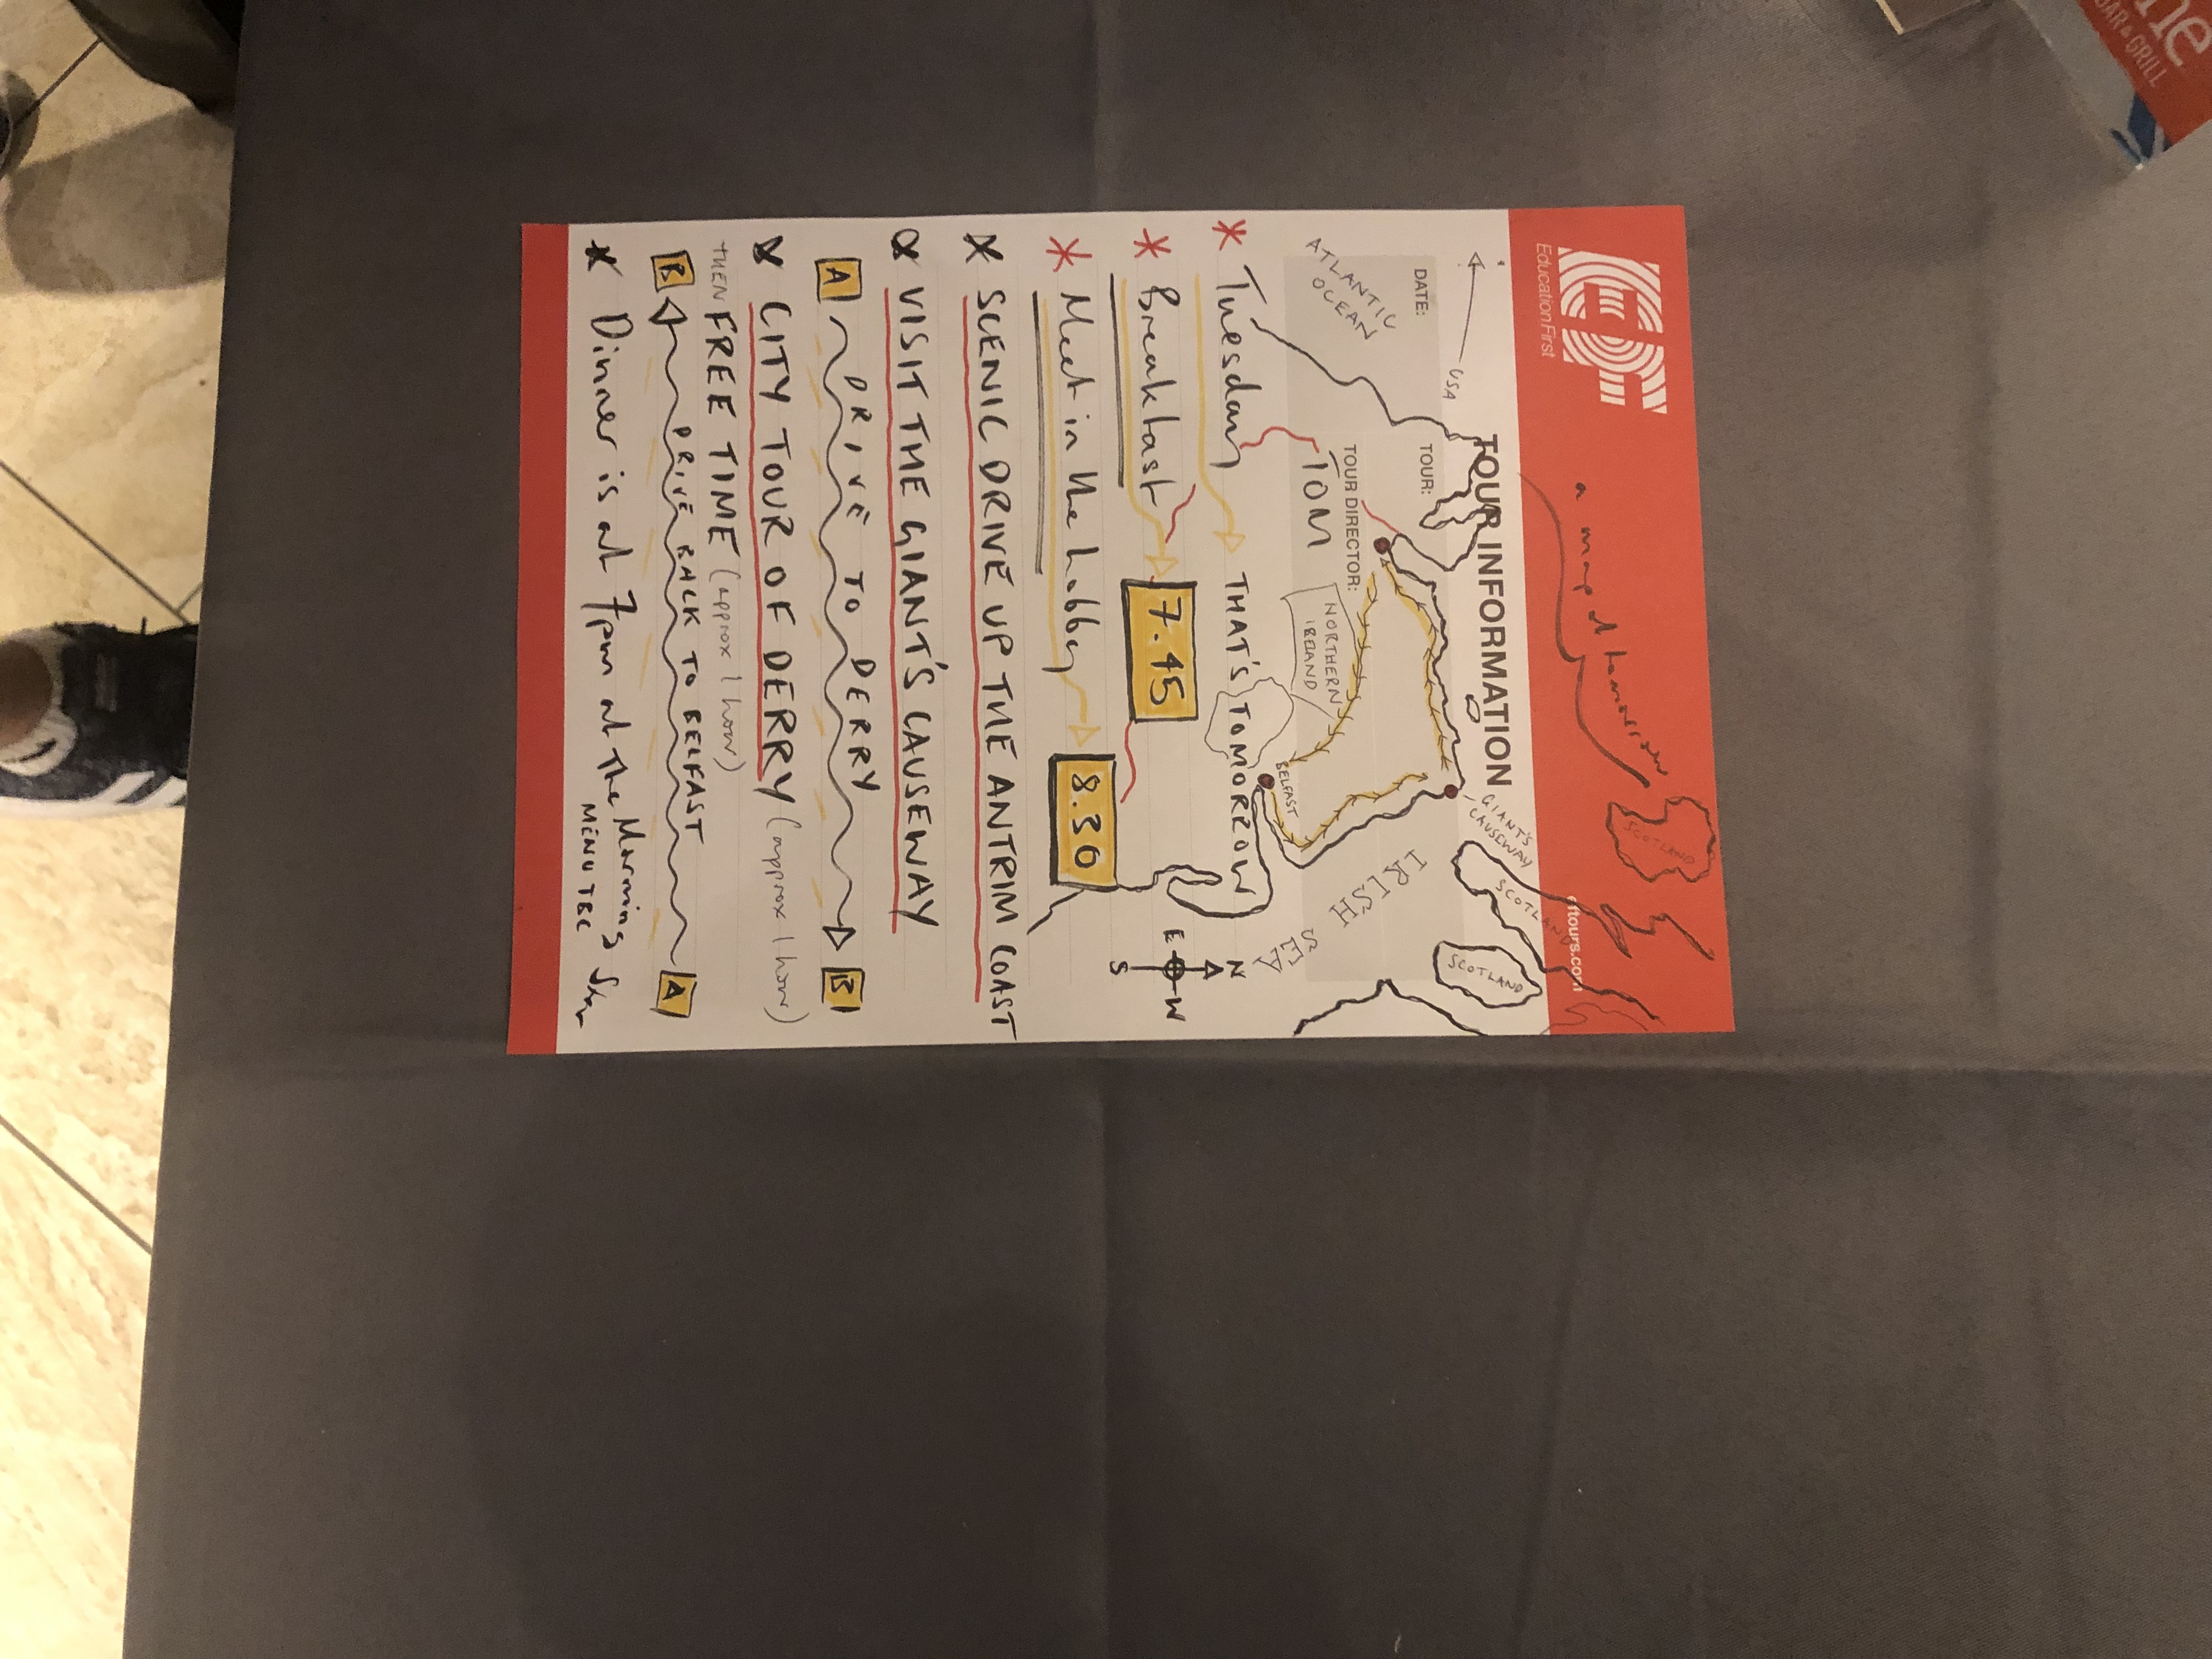 ne
BAR & GRILL
EF
Education First
a map of tomorrow
SCOTLAND
eftours.com
SCOTLAND
SCOTLAND
GIANT'S
CAUSEWAY
TOUR INFORMATION
USA
DATE:
TOUR:
ATLANTIC
OCEAN
IRISH SEA
TOUR DIRECTOR:
TOM
NORTHERN
IRELAND
BELFAST
* Tuesday THAT'S TOMORROW
N
E W
S
* Breakfast 7.45
* Meet in the Lobby 8.30
SCENIC DRIVE UP THE ANTRIM COAST
VISIT THE GIANT'S CAUSEWAY
A DRIVE TO DERRY B
CITY TOUR OF DERRY (approx 1 hour)
THEN FREE TIME (approx 1 hour)
B DRIVE BACK TO BELFAST A
Dinner is at 7pm at The Morning Star
MENU TBC